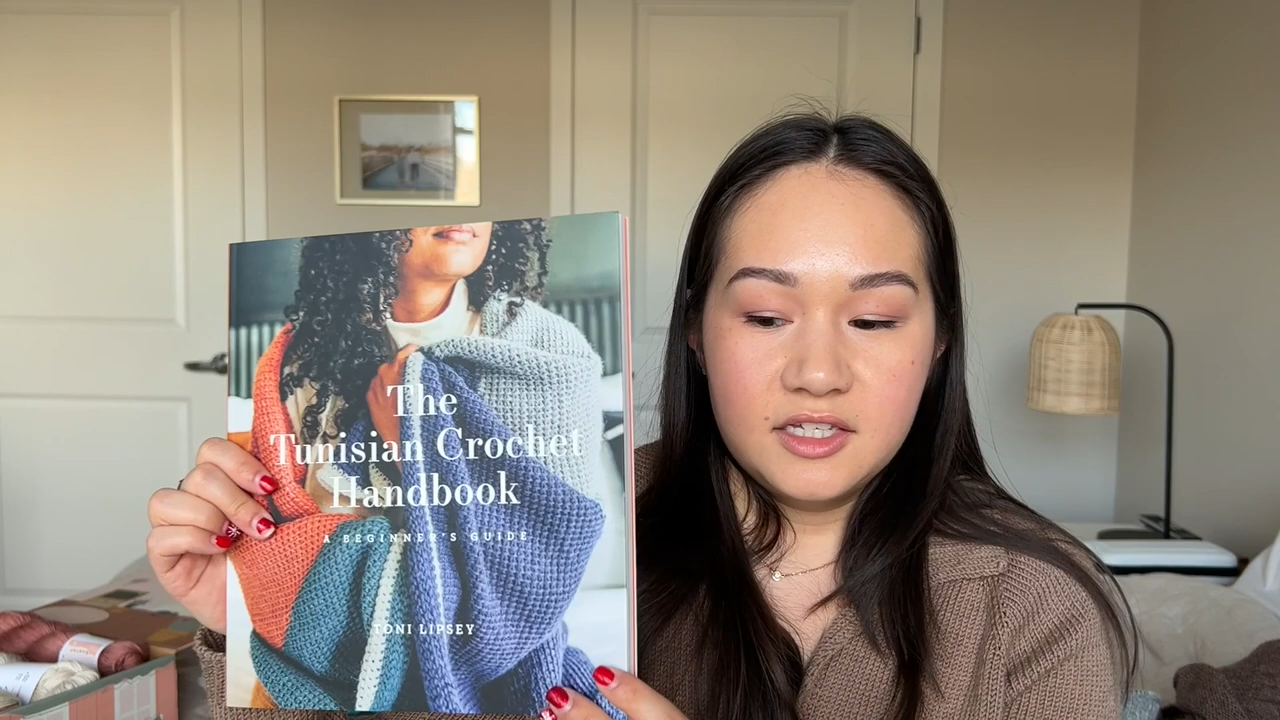 The
Tunisian Crochet
Handbook
A BEGINNER'S GUIDE
TONI LIPSEY